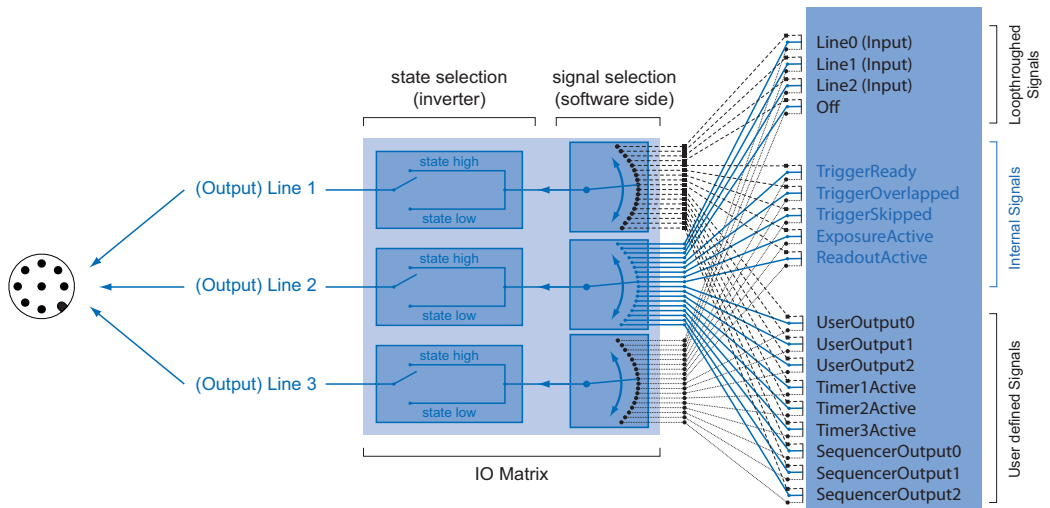 state selection
(inverter)
signal selection
(software side)
state high
state low
state high
state low
state high
state low
(Output) Line 1
(Output) Line 2
(Output) Line 3
IO Matrix
Line0 (Input)
Line1 (Input)
Line2 (Input)
Off
TriggerReady
TriggerOverlapped
TriggerSkipped
ExposureActive
ReadoutActive
UserOutput0
UserOutput1
UserOutput2
Timer1Active
Timer2Active
Timer3Active
SequencerOutput0
SequencerOutput1
SequencerOutput2
Loopthroughed
Signals
Internal Signals
User defined Signals